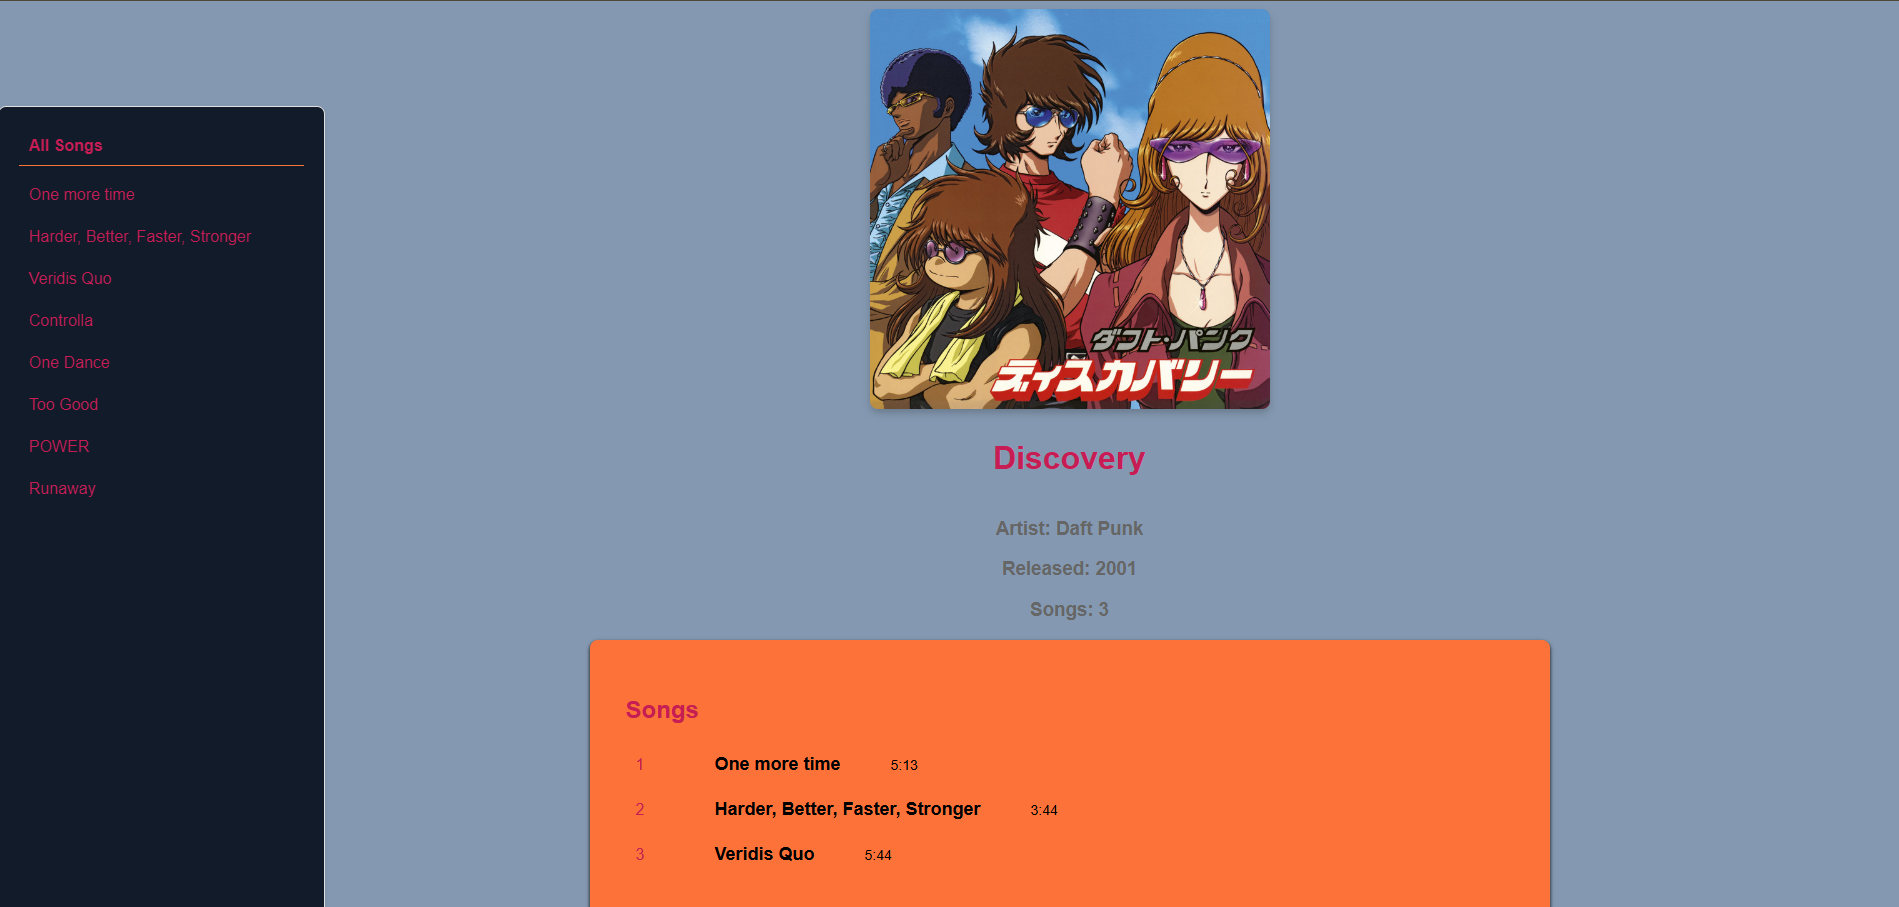 All Songs
One more time
Harder, Better, Faster, Stronger
Veridis Quo
Controlla
One Dance
Too Good
POWER
Runaway
ダフト・パンク
ディスカバリー
Discovery
Artist: Daft Punk
Released: 2001
Songs: 3
Songs
1 One more time 5:13
2 Harder, Better, Faster, Stronger 3:44
3 Veridis Quo 5:44